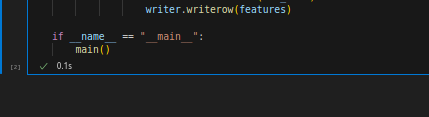 writer.writerow(features)
if __name__ == "__main__":
main()
[2]
0.1s